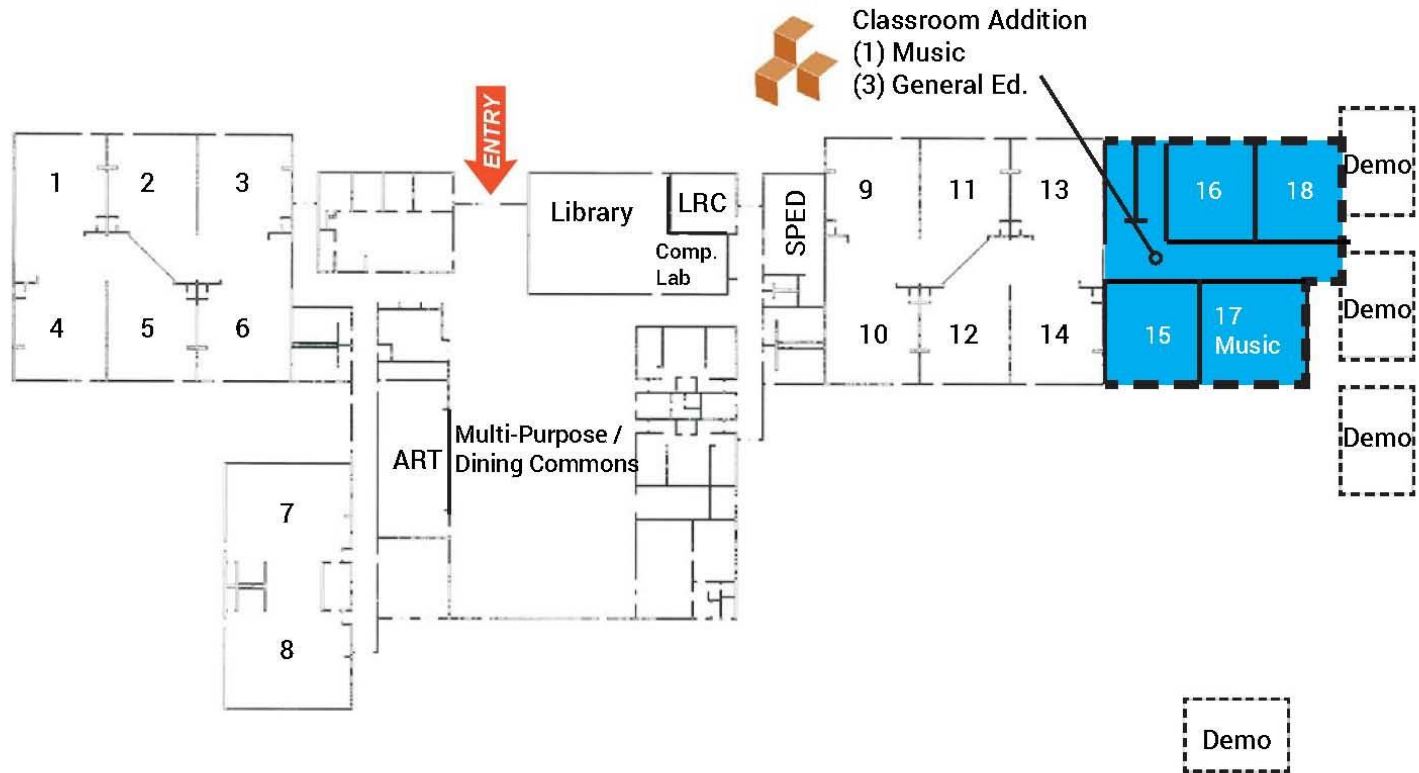 Classroom Addition
(1) Music
(3) General Ed.
ENTRY
Demo
1
2
3
Library
LRC
SPED
9
11
13
16
18
Comp.
Lab
Demo
4
5
6
10
12
14
15
17
Music
ART
Multi-Purpose /
Dining Commons
Demo
7
8
Demo